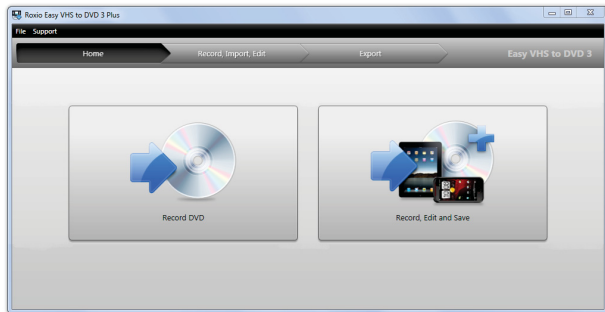 Roxio Easy VHS to DVD 3 Plus
File Support
Home Record, Import, Edit Export Easy VHS to DVD 3
Record DVD Record, Edit and Save